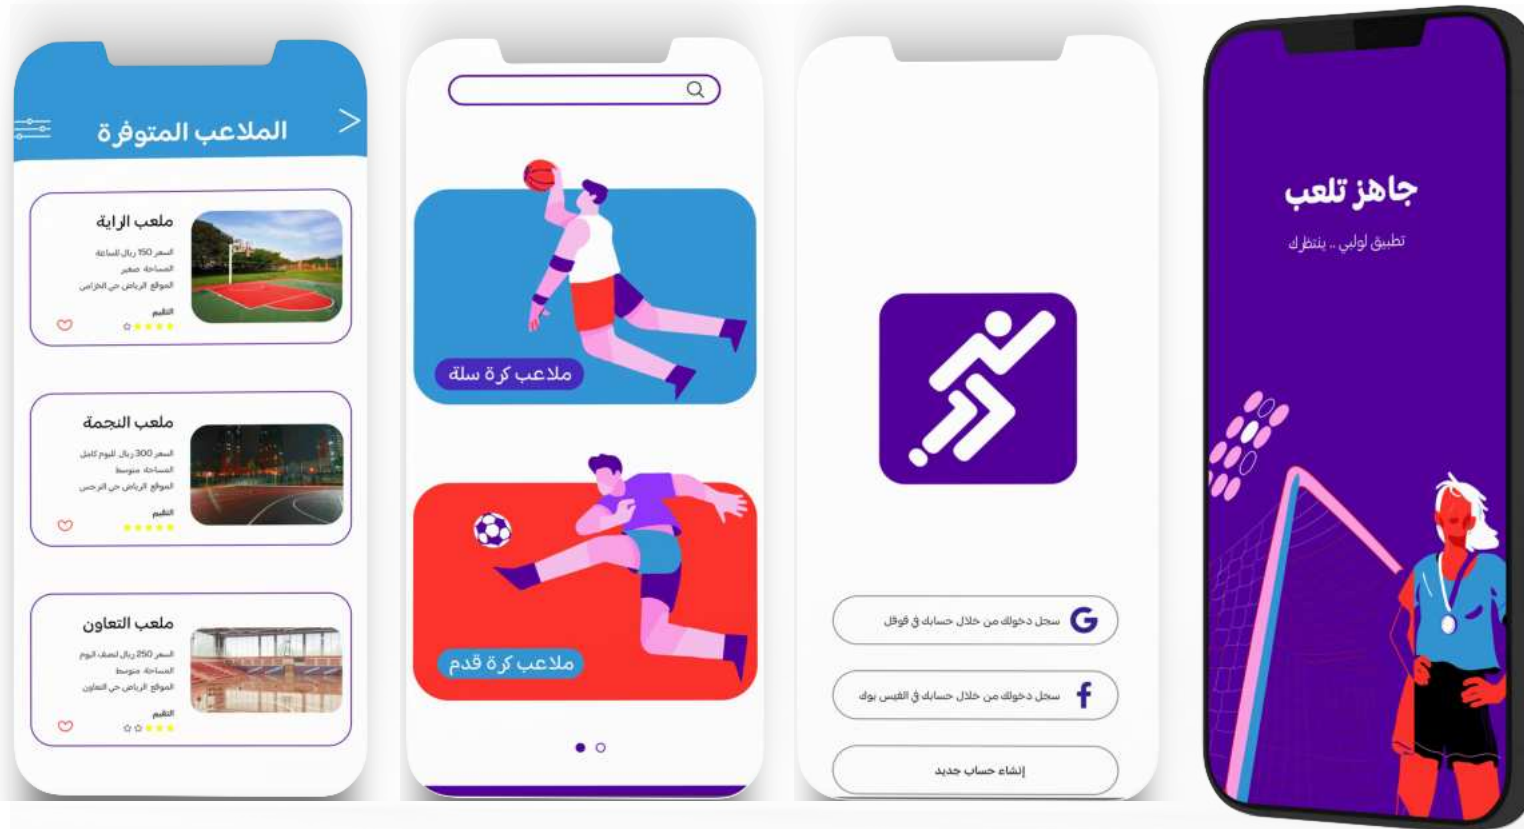 جاهز تلعب
تطبيق لولبي .. ينتظرك
سجل دخولك من خلال حسابك في قوقل
سجل دخولك من خلال حسابك في الفيس بوك
إنشاء حساب جديد
ملاعب كرة سلة
ملاعب كرة قدم
الملاعب المتوفرة
ملعب الراية
السعر 150 ريال للساعة
المساحة صغير
الموقع الرياض حي الخزامى
التقيم
ملعب النجمة
السعر 300 ريال لليوم كامل
المساحة متوسط
الموقع الرياض حي النرجس
التقيم
ملعب التعاون
السعر 250 ريال لنصف اليوم
المساحة متوسط
الموقع الرياض حي التعاون
التقيم